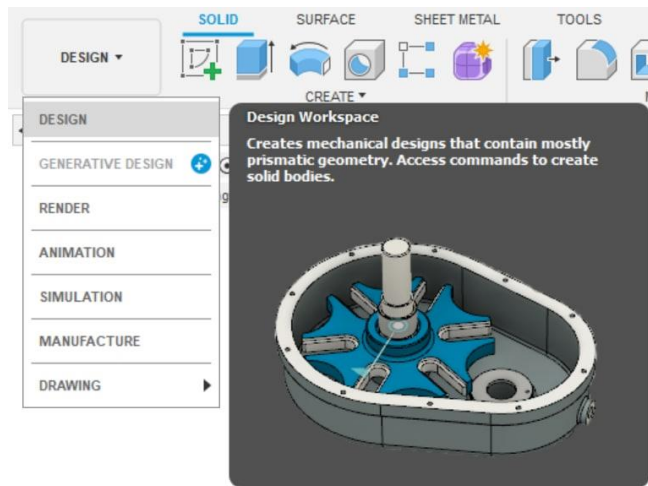 SOLID SURFACE SHEET METAL TOOLS
DESIGN
CREATE
DESIGN
GENERATIVE DESIGN
RENDER
ANIMATION
SIMULATION
MANUFACTURE
DRAWING
Design Workspace
Creates mechanical designs that contain mostly
prismatic geometry. Access commands to create
solid bodies.